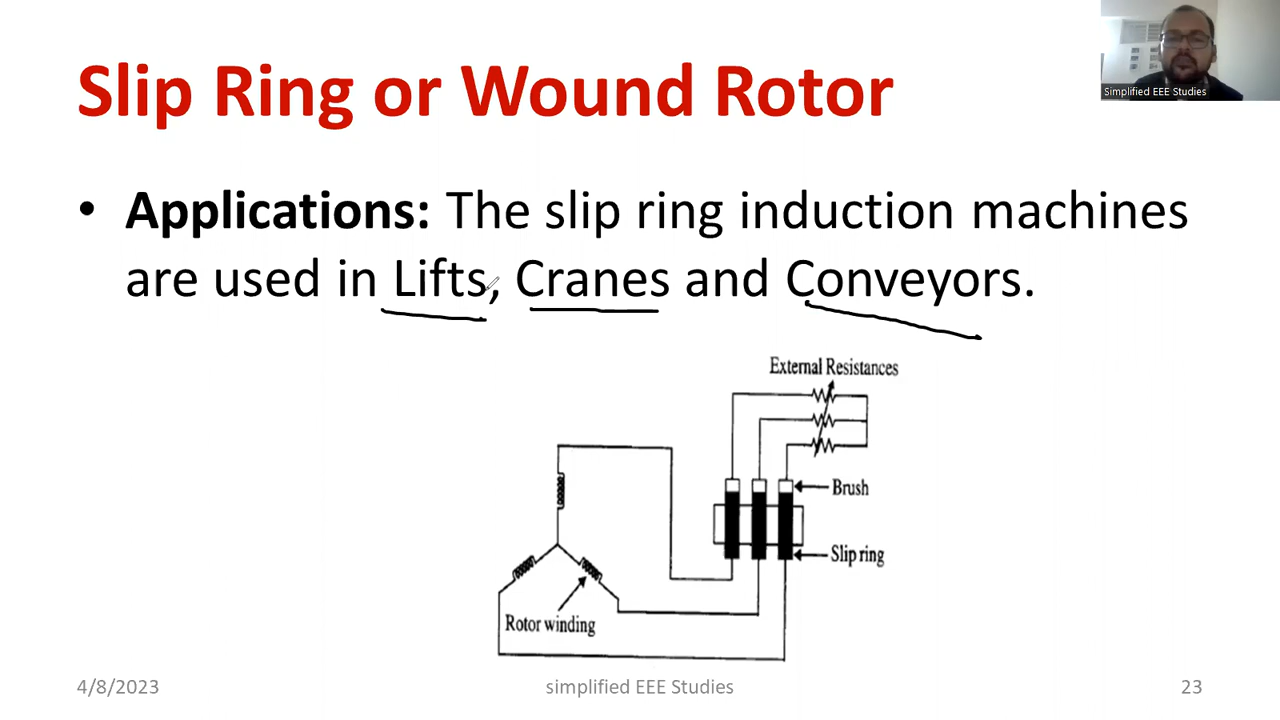 Slip Ring or Wound Rotor
Simplified EEE Studies
• Applications: The slip ring induction machines
are used in Lifts, Cranes and Conveyors.
External Resistances
Brush
Slip ring
Rotor winding
4/8/2023
simplified EEE Studies
23